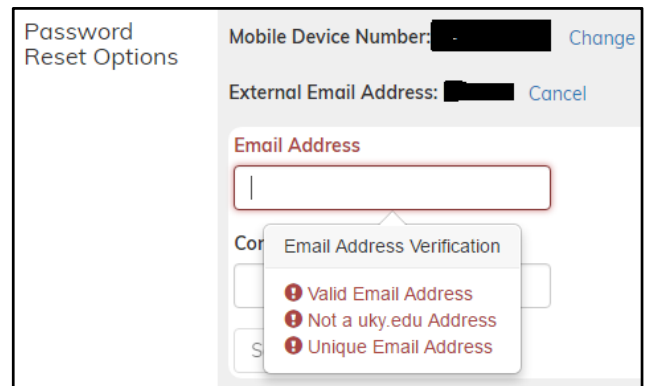 Password
Reset Options
Mobile Device Number: Change
External Email Address: Cancel
Email Address
Email Address Verification
Valid Email Address
Not a uky.edu Address
Unique Email Address